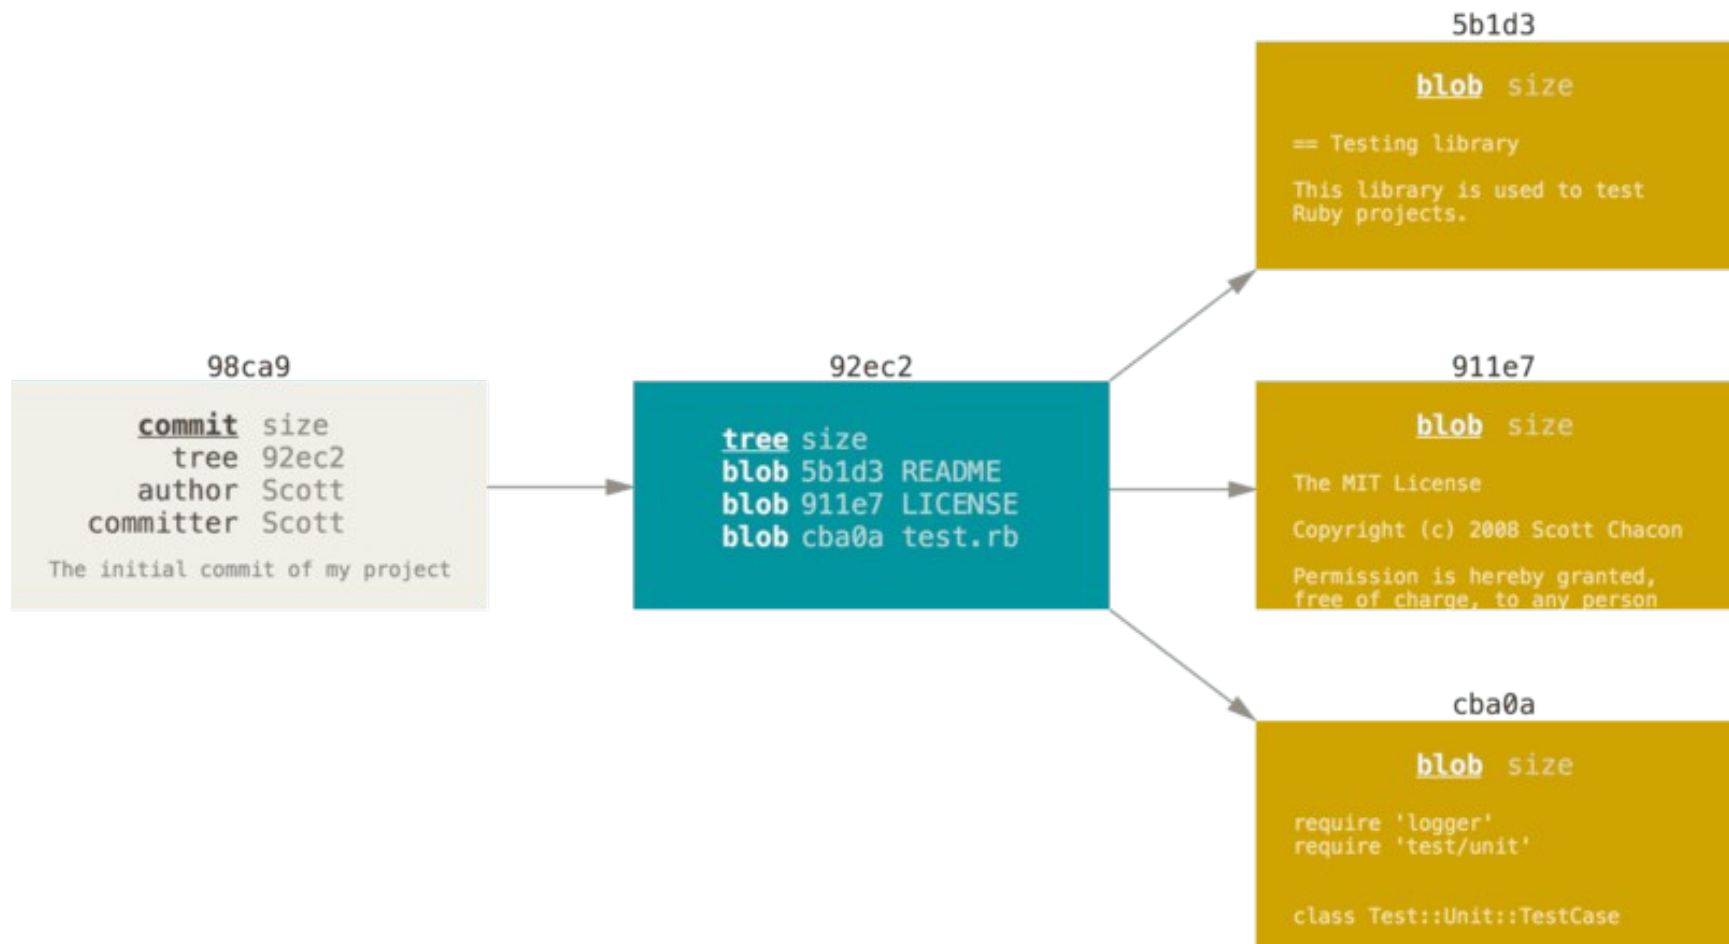 98ca9
commit size
tree 92ec2
author Scott
committer Scott
The initial commit of my project
92ec2
tree size
blob 5b1d3 README
blob 911e7 LICENSE
blob cba0a test.rb
5b1d3
blob size
== Testing library
This library is used to test
Ruby projects.
911e7
blob size
The MIT License
Copyright (c) 2008 Scott Chacon
Permission is hereby granted,
free of charge, to any person
cba0a
blob size
require 'logger'
require 'test/unit'
class Test::Unit::TestCase